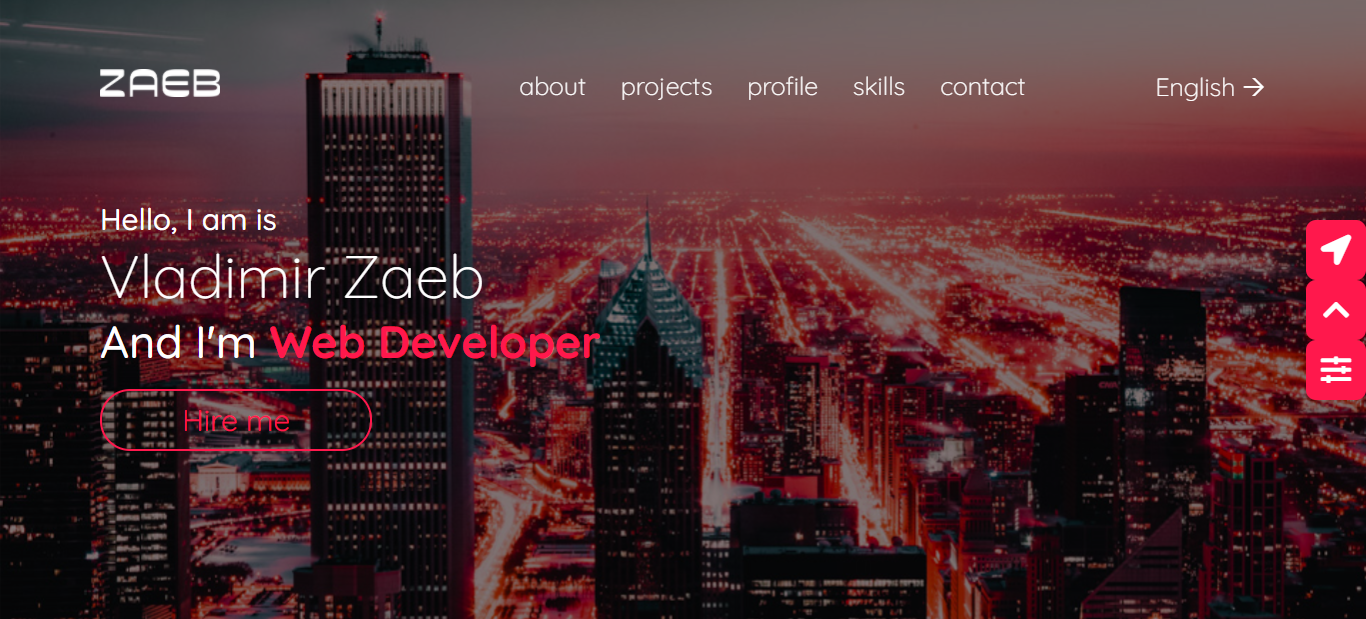 ZAEB
about projects profile skills contact
English →
Hello, I am is
Vladimir Zaeb
And I'm Web Developer
Hire me